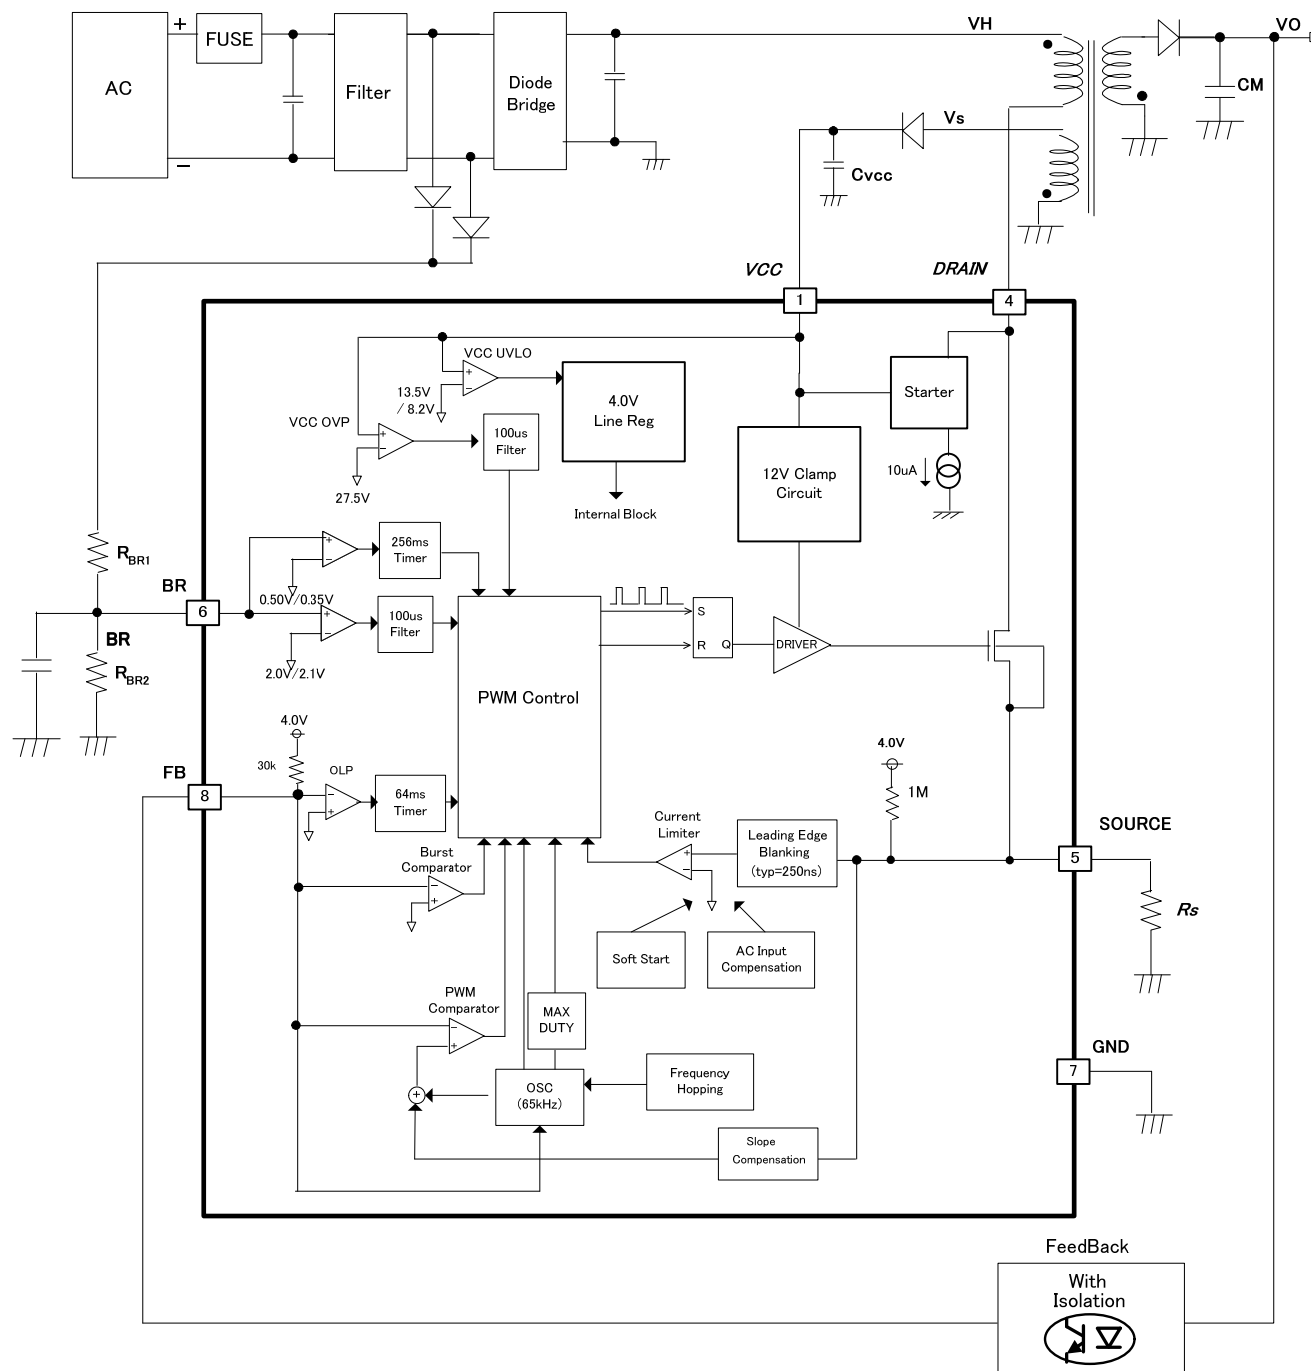 AC
+
−
FUSE
Filter
Diode
Bridge
VH
VO
CM
Vs
Cvcc
VCC
DRAIN
1
4
VCC UVLO
13.5V
/ 8.2V
4.0V
Line Reg
Starter
VCC OVP
100us
Filter
27.5V
Internal Block
12V Clamp
Circuit
10uA
RBR1
256ms
Timer
0.50V/0.35V
BR
6
BR
RBR2
100us
Filter
2.0V/2.1V
PWM Control
S
R
Q
DRIVER
4.0V
30k
FB
8
OLP
64ms
Timer
4.0V
1M
Current
Limiter
Leading Edge
Blanking
(typ=250ns)
SOURCE
5
Rs
Burst
Comparator
Soft Start
AC Input
Compensation
PWM
Comparator
MAX
DUTY
OSC
(65kHz)
Frequency
Hopping
GND
7
+
Slope
Compensation
FeedBack
With
Isolation